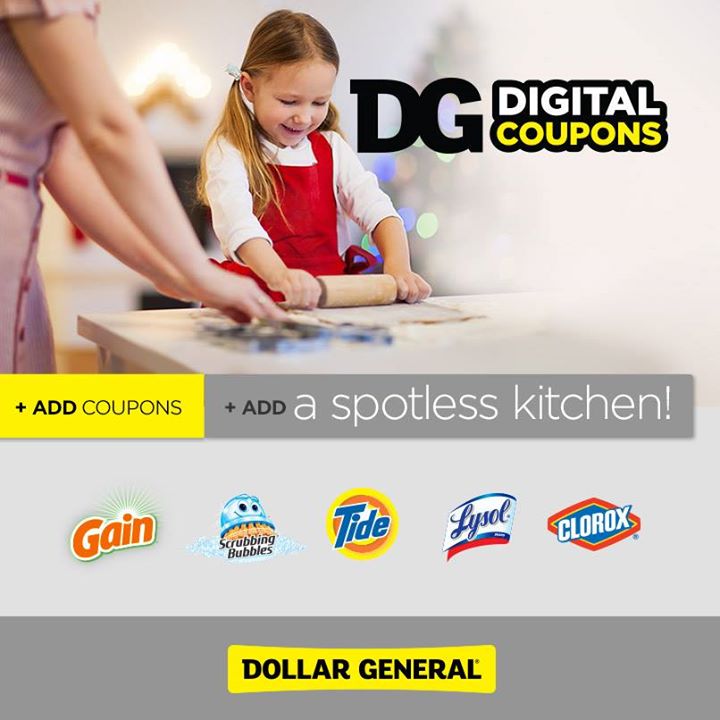 DG DIGITAL
COUPONS
+ ADD COUPONS
+ ADD a spotless kitchen!
Gain
Scrubbing
Bubbles
Tide
Lysol
CLOROX
DOLLAR GENERAL